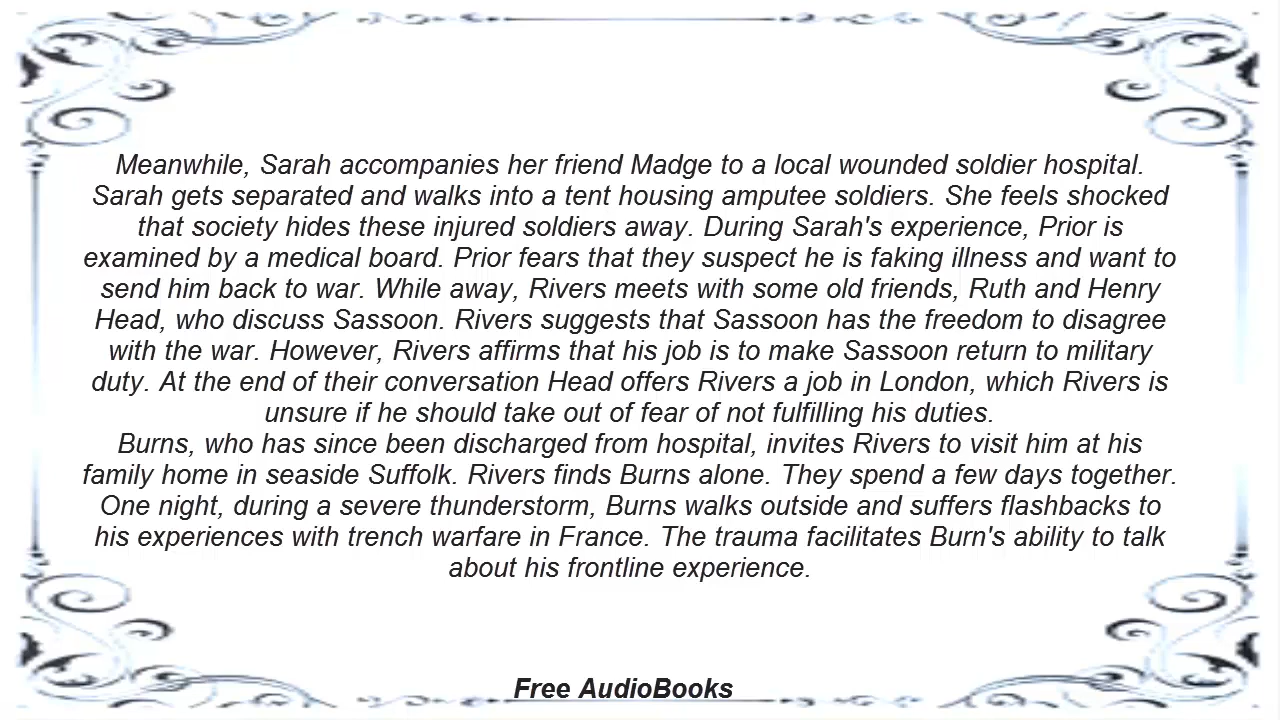 Meanwhile, Sarah accompanies her friend Madge to a local wounded soldier hospital.
Sarah gets separated and walks into a tent housing amputee soldiers. She feels shocked
that society hides these injured soldiers away. During Sarah's experience, Prior is
examined by a medical board. Prior fears that they suspect he is faking illness and want to
send him back to war. While away, Rivers meets with some old friends, Ruth and Henry
Head, who discuss Sassoon. Rivers suggests that Sassoon has the freedom to disagree
with the war. However, Rivers affirms that his job is to make Sassoon return to military
duty. At the end of their conversation Head offers Rivers a job in London, which Rivers is
unsure if he should take out of fear of not fulfilling his duties.
Burns, who has since been discharged from hospital, invites Rivers to visit him at his
family home in seaside Suffolk. Rivers finds Burns alone. They spend a few days together.
One night, during a severe thunderstorm, Burns walks outside and suffers flashbacks to
his experiences with trench warfare in France. The trauma facilitates Burn's ability to talk
about his frontline experience.
Free AudioBooks